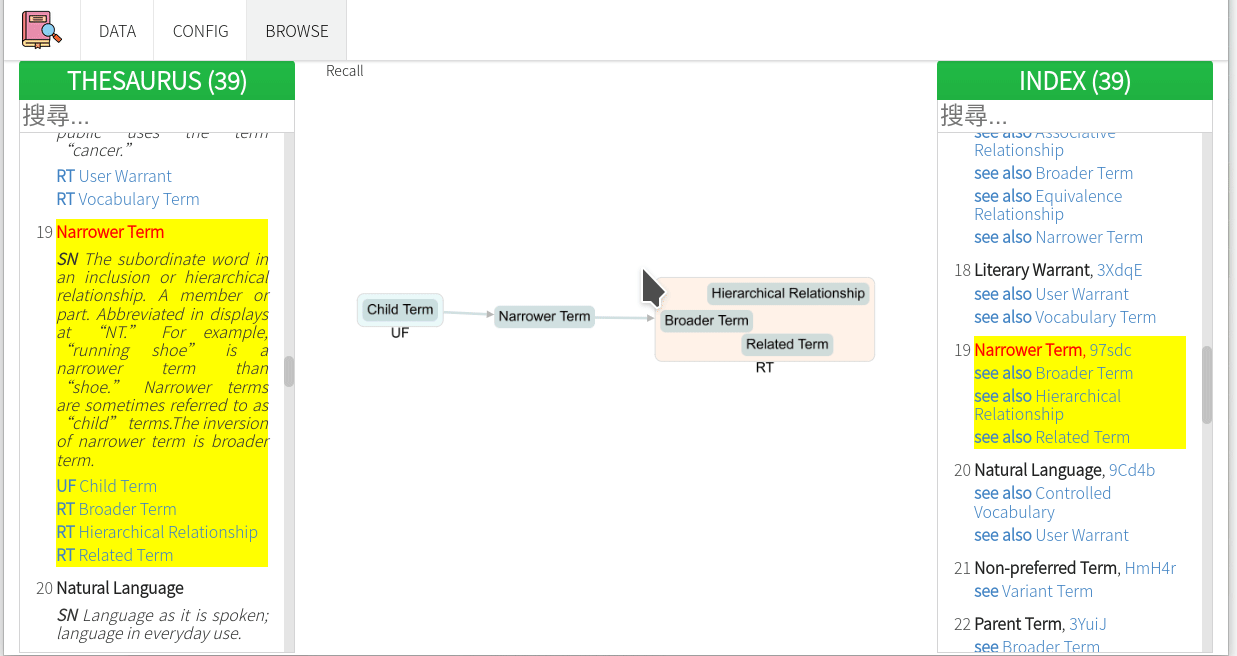 DATA
CONFIG
BROWSE
THESAURUS (39)
搜尋...
public uses the term
“cancer.”
RT User Warrant
RT Vocabulary Term
19 Narrower Term
SN The subordinate word in
an inclusion or hierarchical
relationship. A member or
part. Abbreviated in displays
at “NT.” For example,
“running shoe” is a
narrower term than
“shoe.” Narrower terms
are sometimes referred to as
“child” terms.The inversion
of narrower term is broader
term.
UF Child Term
RT Broader Term
RT Hierarchical Relationship
RT Related Term
20 Natural Language
SN Language as it is spoken;
language in everyday use.
Recall
Child Term
UF
Narrower Term
Hierarchical Relationship
Broader Term
Related Term
RT
INDEX (39)
搜尋...
see also Associative
Relationship
see also Broader Term
see also Equivalence
Relationship
see also Narrower Term
18 Literary Warrant, 3XdqE
see also User Warrant
see also Vocabulary Term
19 Narrower Term, 97sdc
see also Broader Term
see also Hierarchical
Relationship
see also Related Term
20 Natural Language, 9Cd4b
see also Controlled
Vocabulary
see also User Warrant
21 Non-preferred Term, HmH4r
see Variant Term
22 Parent Term, 3YuiJ
see Broader Term